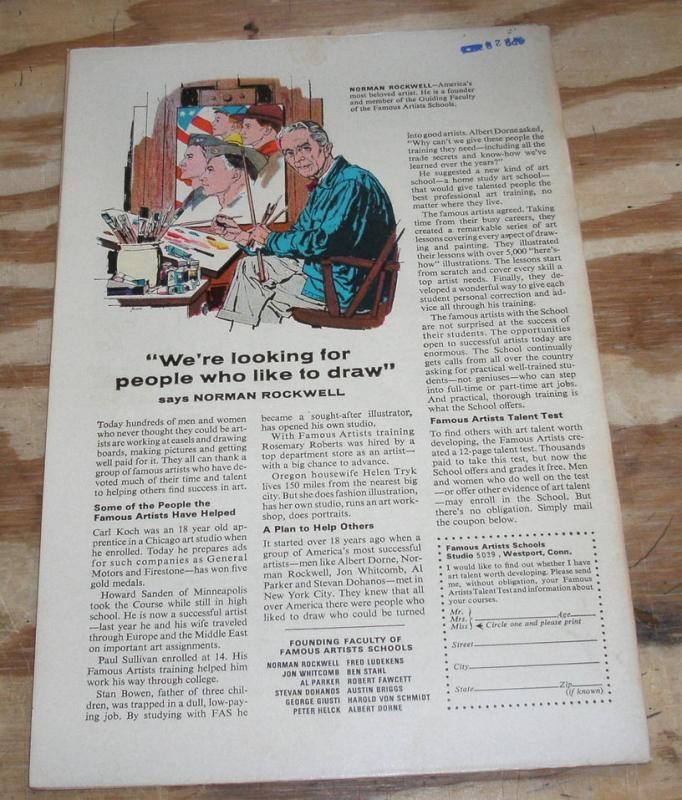 NORMAN ROCKWELL—America's
most beloved artist. He is a founder
and member of the Guiding Faculty
of the Famous Artists Schools.
"We're looking for
people who like to draw"
says NORMAN ROCKWELL
Today hundreds of men and women
who never thought they could be art-
ists are working at easels and drawing
boards, making pictures and getting
well paid for it. They all can thank a
group of famous artists who have de-
voted much of their time and talent
to helping others find success in art.
Some of the People the
Famous Artists Have Helped
Carl Koch was an 18 year old ap-
prentice in a Chicago art studio when
he enrolled. Today he prepares ads
for such companies as General
Motors and Firestone—has won five
gold medals.
Howard Sanden of Minneapolis
took the Course while still in high
school. He is now a successful artist
—last year he and his wife traveled
through Europe and the Middle East
on important art assignments.
Paul Sullivan enrolled at 14. His
Famous Artists training helped him
work his way through college.
Stan Bowen, father of three chil-
dren, was trapped in a dull, low-pay-
ing job. By studying with FAS he
became a sought-after illustrator,
has opened his own studio.
With Famous Artists training
Rosemary Roberts was hired by a
top department store as an artist—
with a big chance to advance.
Oregon housewife Helen Tryk
lives 150 miles from the nearest big
city. But she does fashion illustration,
has her own studio, runs an art work-
shop, does portraits.
A Plan to Help Others
It started over 18 years ago when a
group of America's most successful
artists—men like Albert Dorne, Nor-
man Rockwell, Jon Whitcomb, Al
Parker and Stevan Dohanos—met in
New York City. They knew that all
over America there were people who
liked to draw who could be turned
FOUNDING FACULTY OF
FAMOUS ARTISTS SCHOOLS
NORMAN ROCKWELL FRED LUDEKENS
JON WHITCOMB BEN STAHL
AL PARKER ROBERT FAWCETT
STEVAN DOHANOS AUSTIN BRIGGS
GEORGE GIUSTI HAROLD VON SCHMIDT
PETER HELCK ALBERT DORNE
into good artists. Albert Dorne asked,
"Why can't we give these people the
training they need—including all the
trade secrets and know-how we've
learned over the years?"
He suggested a new kind of art
school—a home study art school—
that would give talented people the
best professional art training, no
matter where they live.
The famous artists agreed. Taking
time from their busy careers, they
created a remarkable series of art
lessons covering every aspect of draw-
ing and painting. They illustrated
their lessons with over 5,000 "here's-
how" illustrations. The lessons start
from scratch and cover every skill a
top artist needs. Finally, they de-
veloped a wonderful way to give each
student personal correction and ad-
vice all through his training.
The famous artists with the School
are not surprised at the success of
their students. The opportunities
open to successful artists today are
enormous. The School continually
gets calls from all over the country
asking for practical well-trained stu-
dents—not geniuses—who can step
into full-time or part-time art jobs.
And practical, thorough training is
what the School offers.
Famous Artists Talent Test
To find others with art talent worth
developing, the Famous Artists cre-
ated a 12-page talent test. Thousands
paid to take this test, but now the
School offers and grades it free. Men
and women who do well on the test
—or offer other evidence of art talent
—may enroll in the School. But
there's no obligation. Simply mail
the coupon below.
Famous Artists Schools
Studio 5039, Westport, Conn.
I would like to find out whether I have
art talent worth developing. Please send
me, without obligation, your Famous
Artists Talent Test and information about
your courses.
Mr.
Mrs. Age
Miss Circle one and please print
Street
City
State Zip
(if known)